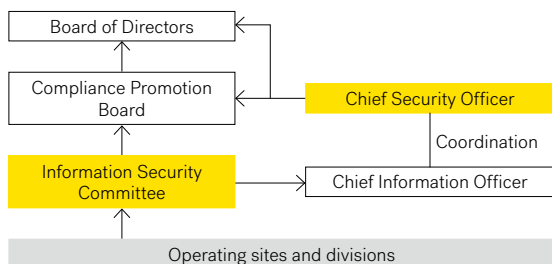 Board of Directors
Compliance Promotion
Board
Chief Security Officer
Coordination
Information Security
Committee
Chief Information Officer
Operating sites and divisions